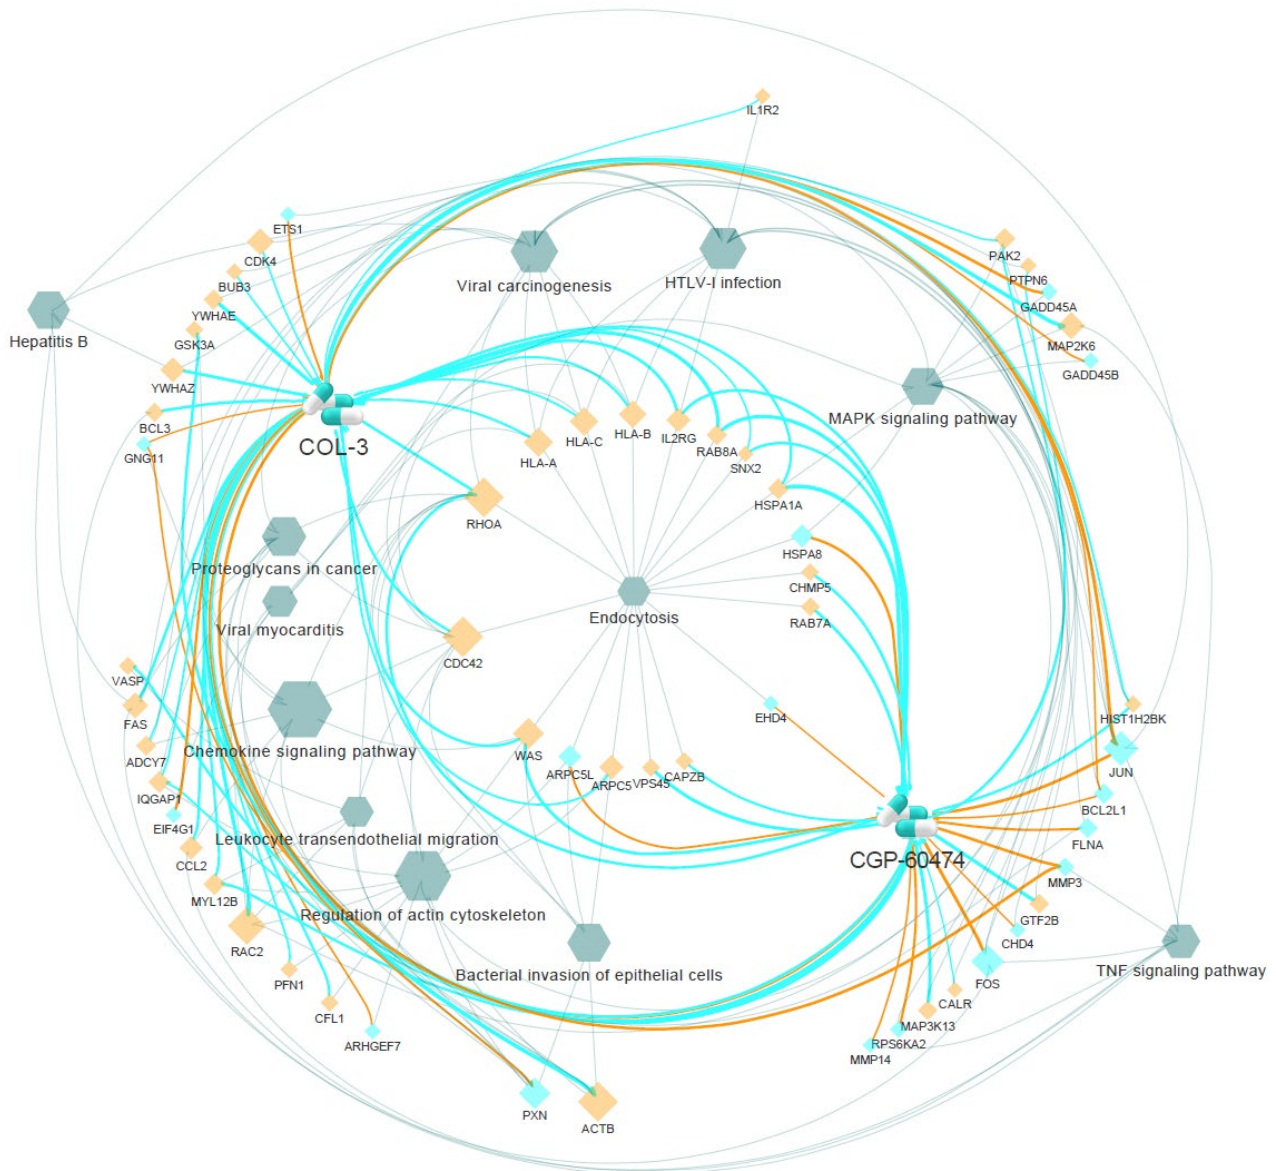 IL1R2
ETS1
CDK4
BUB3
YWHAE
GSK3A
YWHAZ
BCL3
GNG11
Hepatitis B
Viral carcinogenesis
HTLV-I infection
PAK2
PTPN6
GADD45A
MAP2K6
GADD45B
MAPK signaling pathway
COL-3
HLA-A
HLA-C
HLA-B
IL2RG
RAB8A
SNX2
HSPA1A
RHOA
HSPA8
CHMP5
RAB7A
Proteoglycans in cancer
Viral myocarditis
Endocytosis
CDC42
VASP
FAS
ADCY7
IQGAP1
EIF4G1
CCL2
MYL12B
RAC2
PFN1
CFL1
ARHGEF7
Chemokine signaling pathway
WAS
ARPC5L
ARPC5
VPS45
CAPZB
EHD4
HIST1H2BK
JUN
BCL2L1
FLNA
MMP3
GTF2B
CHD4
FOS
CALR
MAP3K13
RPS6KA2
MMP14
CGP-60474
Leukocyte transendothelial migration
Regulation of actin cytoskeleton
Bacterial invasion of epithelial cells
TNF signaling pathway
PXN
ACTB